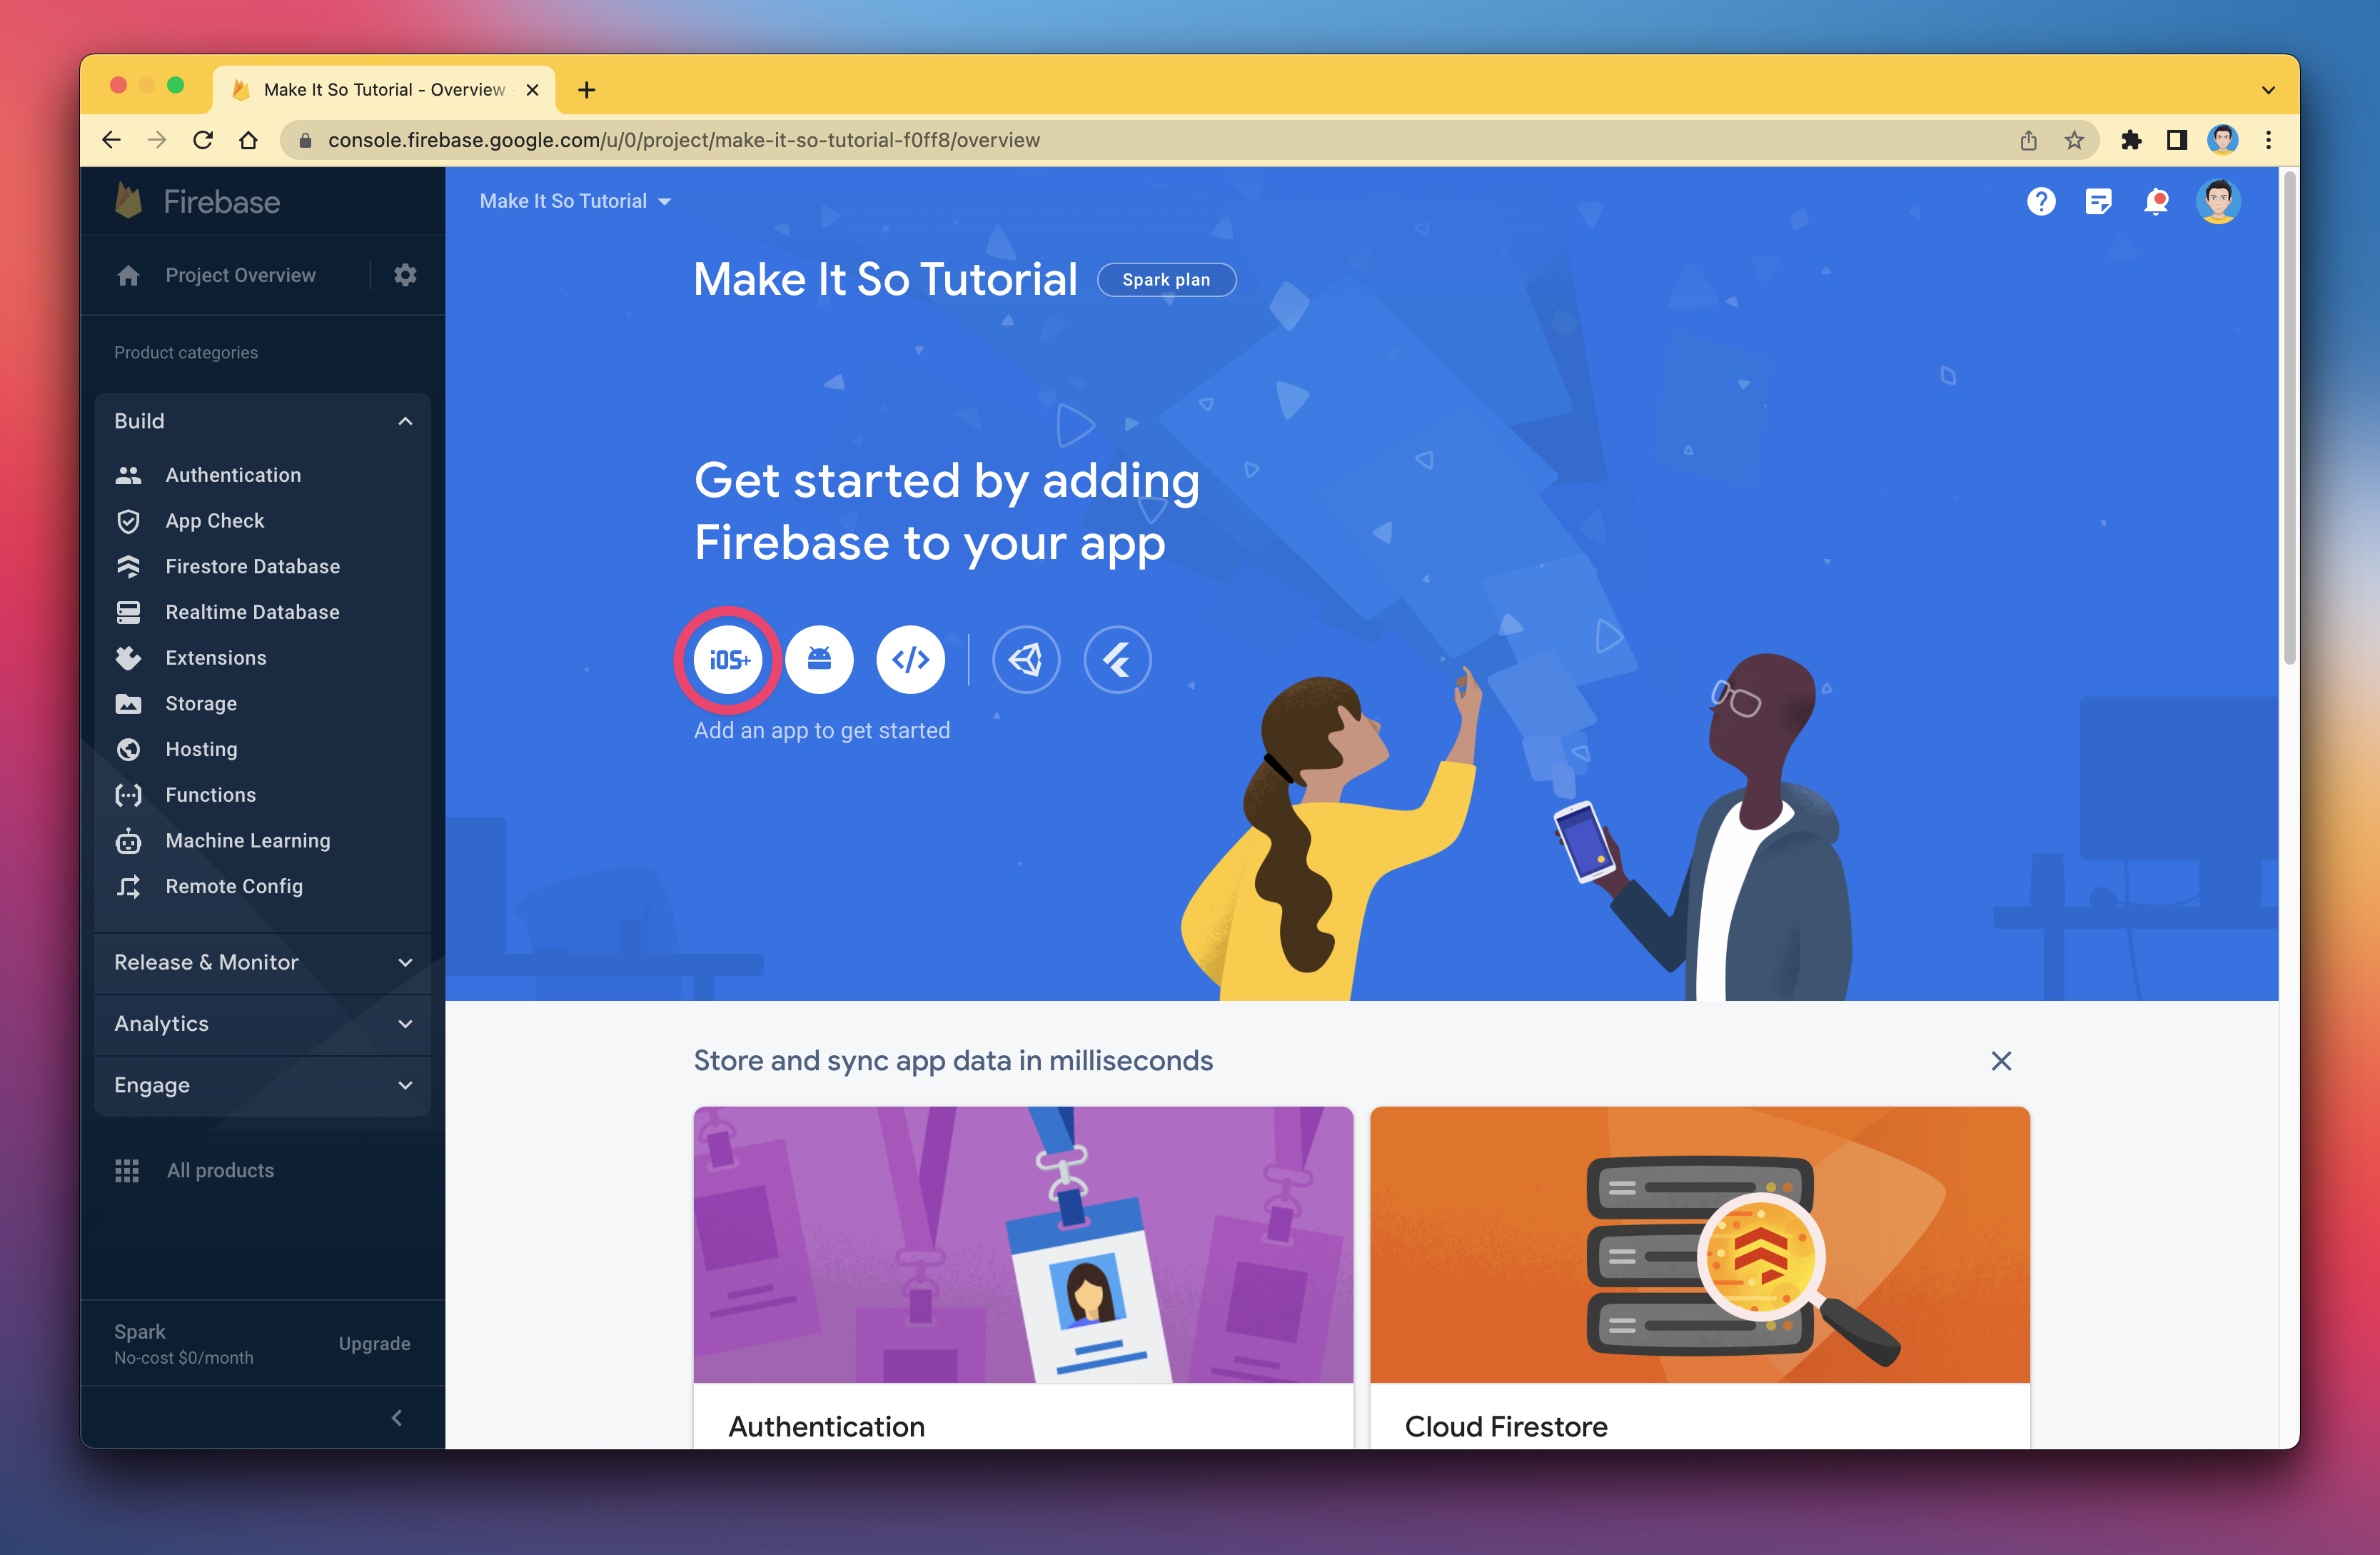 Make It So Tutorial - Overview
console.firebase.google.com/u/0/project/make-it-so-tutorial-f0ff8/overview
Firebase
Project Overview
Product categories
Build
Authentication
App Check
Firestore Database
Realtime Database
Extensions
Storage
Hosting
Functions
Machine Learning
Remote Config
Release & Monitor
Analytics
Engage
All products
Spark
No-cost $0/month
Upgrade
Make It So Tutorial
Make It So Tutorial
Spark plan
Get started by adding
Firebase to your app
iOS+
Add an app to get started
Store and sync app data in milliseconds
Authentication
Cloud Firestore